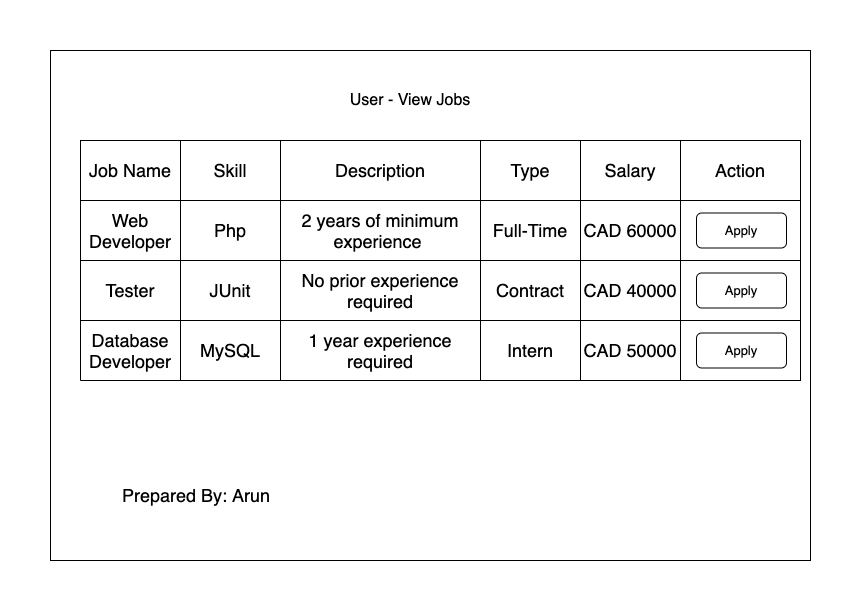 User - View Jobs
Job Name Skill Description Type Salary Action
Web
Developer Php 2 years of minimum
experience Full-Time CAD 60000 Apply
Tester JUnit No prior experience
required Contract CAD 40000 Apply
Database
Developer MySQL 1 year experience
required Intern CAD 50000 Apply
Prepared By: Arun